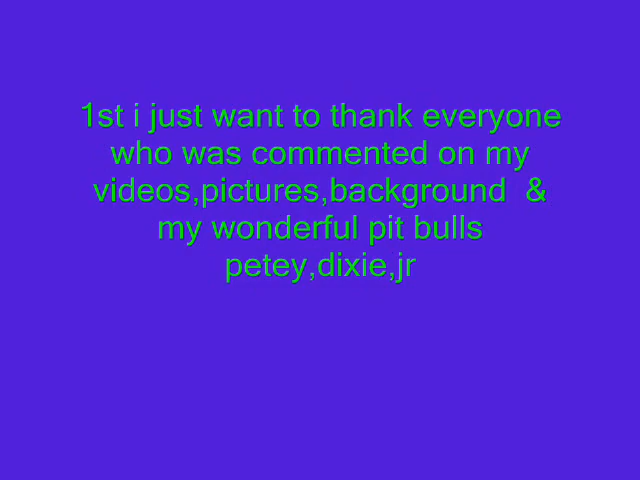 1st i just want to thank everyone
who was commented on my
videos,pictures,background  &
my wonderful pit bulls
petey,dixie,jr